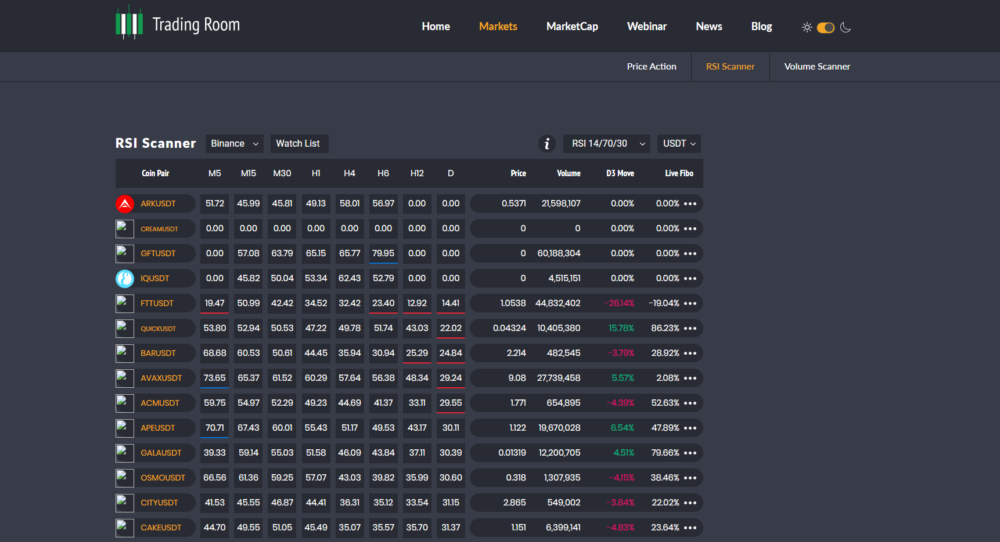 Trading Room
Home Markets MarketCap Webinar News Blog
Price Action RSI Scanner Volume Scanner
RSI Scanner Binance Watch List i RSI 14/70/30 USDT
Coin Pair M5 M15 M30 H1 H4 H6 H12 D Price Volume D3 Move Live Fibo
ARKUSDT 51.72 45.99 45.81 49.13 58.01 56.97 0.00 0.00 0.5371 21,598,107 0.00% 0.00%
CREAMUSDT 0.00 0.00 0.00 0.00 0.00 0.00 0.00 0.00 0 0 0.00% 0.00%
GFTUSDT 0.00 57.08 63.79 65.15 65.77 79.95 0.00 0.00 0 60,188,304 0.00% 0.00%
IQUSDT 0.00 45.82 50.04 53.34 62.43 52.79 0.00 0.00 0 4,515,151 0.00% 0.00%
FTTUSDT 19.47 50.99 42.42 34.52 32.42 23.40 12.92 14.41 1.0538 44,832,402 -26.14% -19.04%
QUICKUSDT 53.80 52.94 50.53 47.22 49.78 51.74 43.03 22.02 0.04324 10,405,380 15.78% 86.23%
BARUSDT 68.68 60.53 50.61 44.45 35.94 30.94 25.29 24.84 2.214 482,545 -3.79% 28.92%
AVAXUSDT 73.65 65.37 61.52 60.29 57.64 56.38 48.34 29.24 9.08 27,739,458 5.57% 2.08%
ACMUSDT 59.75 54.97 52.29 49.23 44.69 41.37 33.11 29.55 1.771 654,895 -4.39% 52.63%
APEUSDT 70.71 67.43 60.01 55.43 51.17 49.53 43.17 30.11 1.122 19,670,028 6.54% 47.89%
GALAUSDT 39.33 59.14 55.03 51.58 46.09 43.84 37.11 30.39 0.01319 12,200,705 4.51% 79.66%
OSMOUSDT 66.56 61.36 59.25 57.07 43.03 39.82 35.99 30.60 0.318 1,307,935 -4.15% 38.46%
CITYUSDT 41.53 45.55 46.87 44.41 36.31 35.12 33.54 31.15 2.865 549,002 -3.84% 22.02%
CAKEUSDT 44.70 49.55 51.05 45.49 35.07 35.57 35.70 31.37 1.151 6,399,141 -4.83% 23.64%